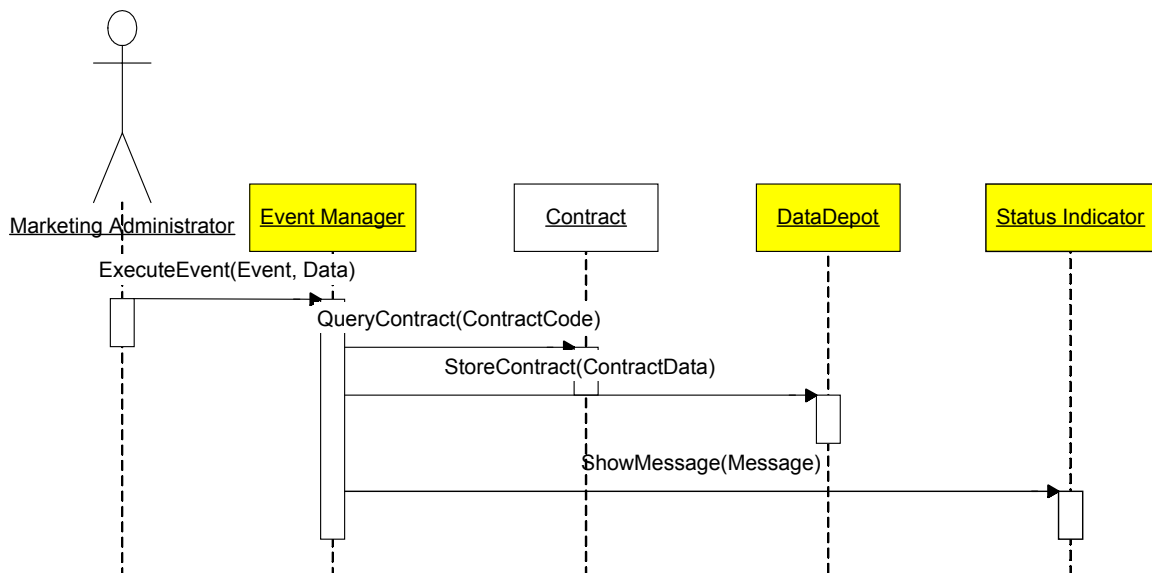 Marketing Administrator
Event Manager
Contract
DataDepot
Status Indicator
ExecuteEvent(Event, Data)
QueryContract(ContractCode)
StoreContract(ContractData)
ShowMessage(Message)